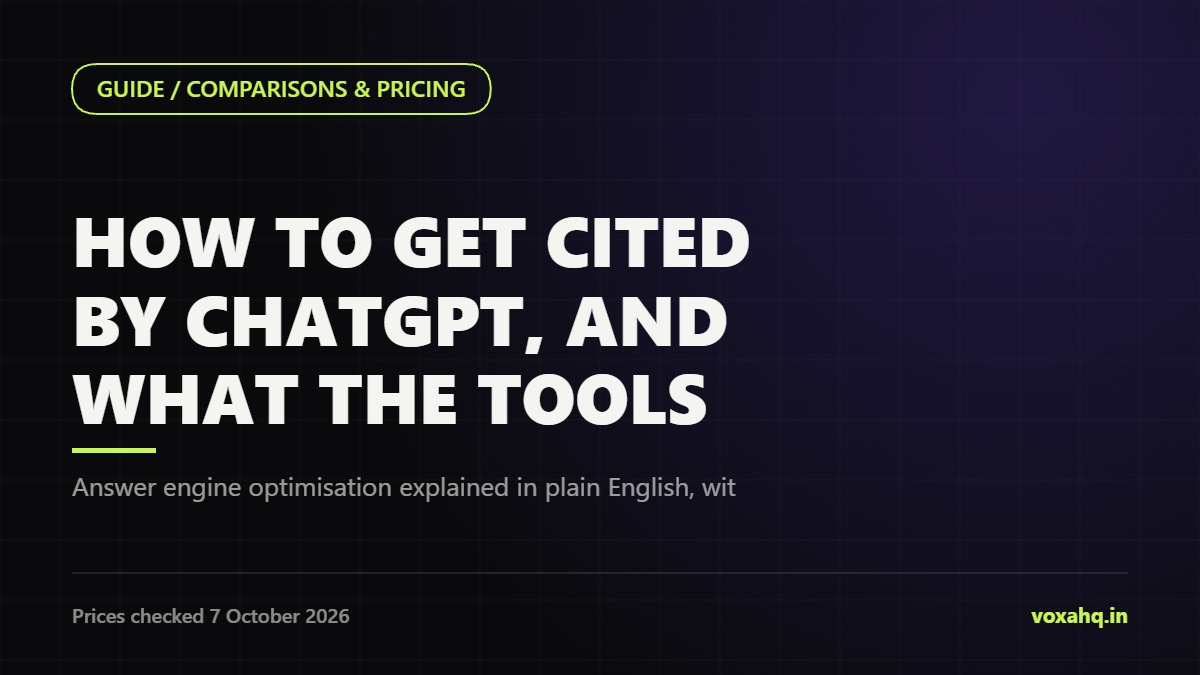 GUIDE / COMPARISONS & PRICING
HOW TO GET CITED
BY CHATGPT, AND
WHAT THE TOOLS
Answer engine optimisation explained in plain English, wit
Prices checked 7 October 2026
voxahq.in